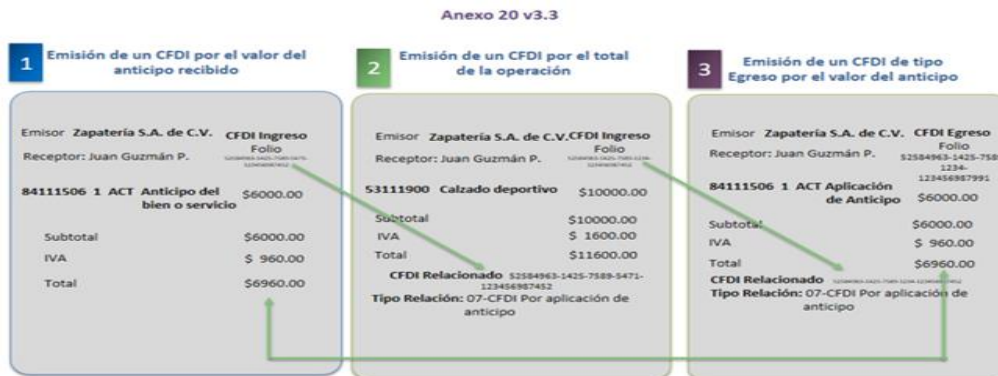 Anexo 20 v3.3
1
Emisión de un CFDI por el valor del
anticipo recibido
Emisor Zapatería S.A. de C.V. CFDI Ingreso
Folio
Receptor: Juan Guzmán P.
84111506 1 ACT Anticipo del
bien o servicio
$6000.00
Subtotal $6000.00
IVA $ 960.00
Total $6960.00
2
Emisión de un CFDI por el total
de la operación
Emisor Zapatería S.A. de C.V. CFDI Ingreso
Folio
Receptor: Juan Guzmán P.
53111900 Calzado deportivo $10000.00
Subtotal $10000.00
IVA $ 1600.00
Total $11600.00
CFDI Relacionado 52584963-1425-7589-5471-
123456987452
Tipo Relación: 07-CFDI Por aplicación de
anticipo
3
Emisión de un CFDI de tipo
Egreso por el valor del anticipo
Emisor Zapatería S.A. de C.V. CFDI Egreso
Folio
Receptor: Juan Guzmán P.
52584963-1425-7589-
1234-
123456987991
84111506 1 ACT Aplicación
de Anticipo
$6000.00
Subtotal $6000.00
IVA $ 960.00
Total $6960.00
CFDI Relacionado
Tipo Relación: 07-CFDI Por aplicación de
anticipo